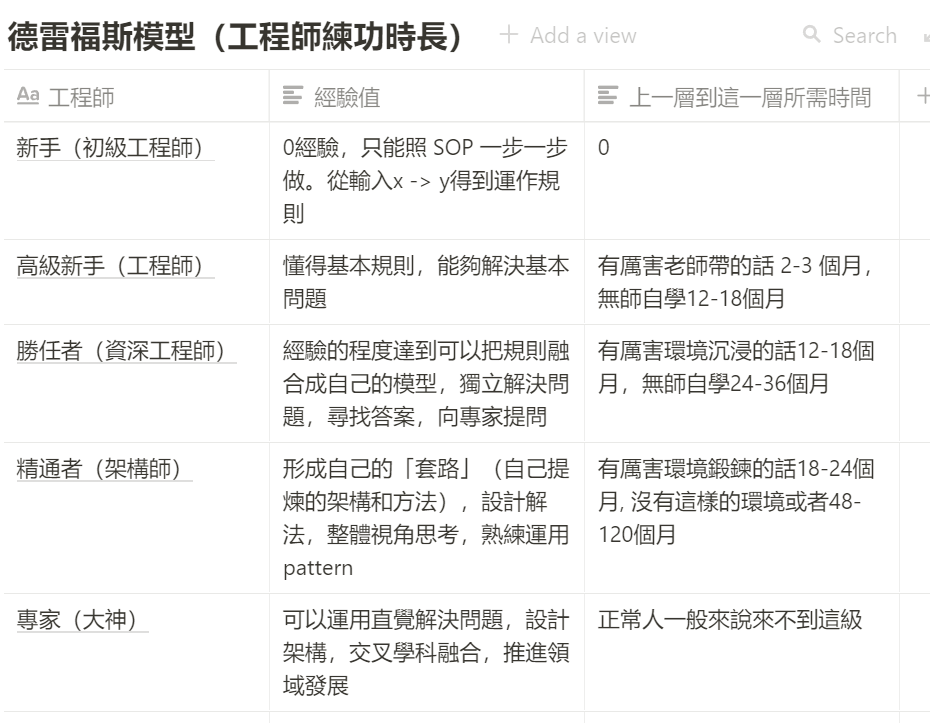 德雷福斯模型（工程師練功時長）
+ Add a view
Search
Aa 工程師
經驗值
上一層到這一層所需時間
新手（初級工程師）
0經驗，只能照 SOP 一步一步
做。從輸入x -> y得到運作規
則
0
高級新手（工程師）
懂得基本規則，能夠解決基本
問題
有厲害老師帶的話 2-3 個月，
無師自學12-18個月
勝任者（資深工程師）
經驗的程度達到可以把規則融
合成自己的模型，獨立解決問
題，尋找答案，向專家提問
有厲害環境沉浸的話12-18個
月，無師自學24-36個月
精通者（架構師）
形成自己的「套路」（自己提
煉的架構和方法），設計解
法，整體視角思考，熟練運用
pattern
有厲害環境鍛鍊的話18-24個
月, 沒有這樣的環境或者48-
120個月
專家（大神）
可以運用直覺解決問題，設計
架構，交叉學科融合，推進領
域發展
正常人一般來說來不到這級